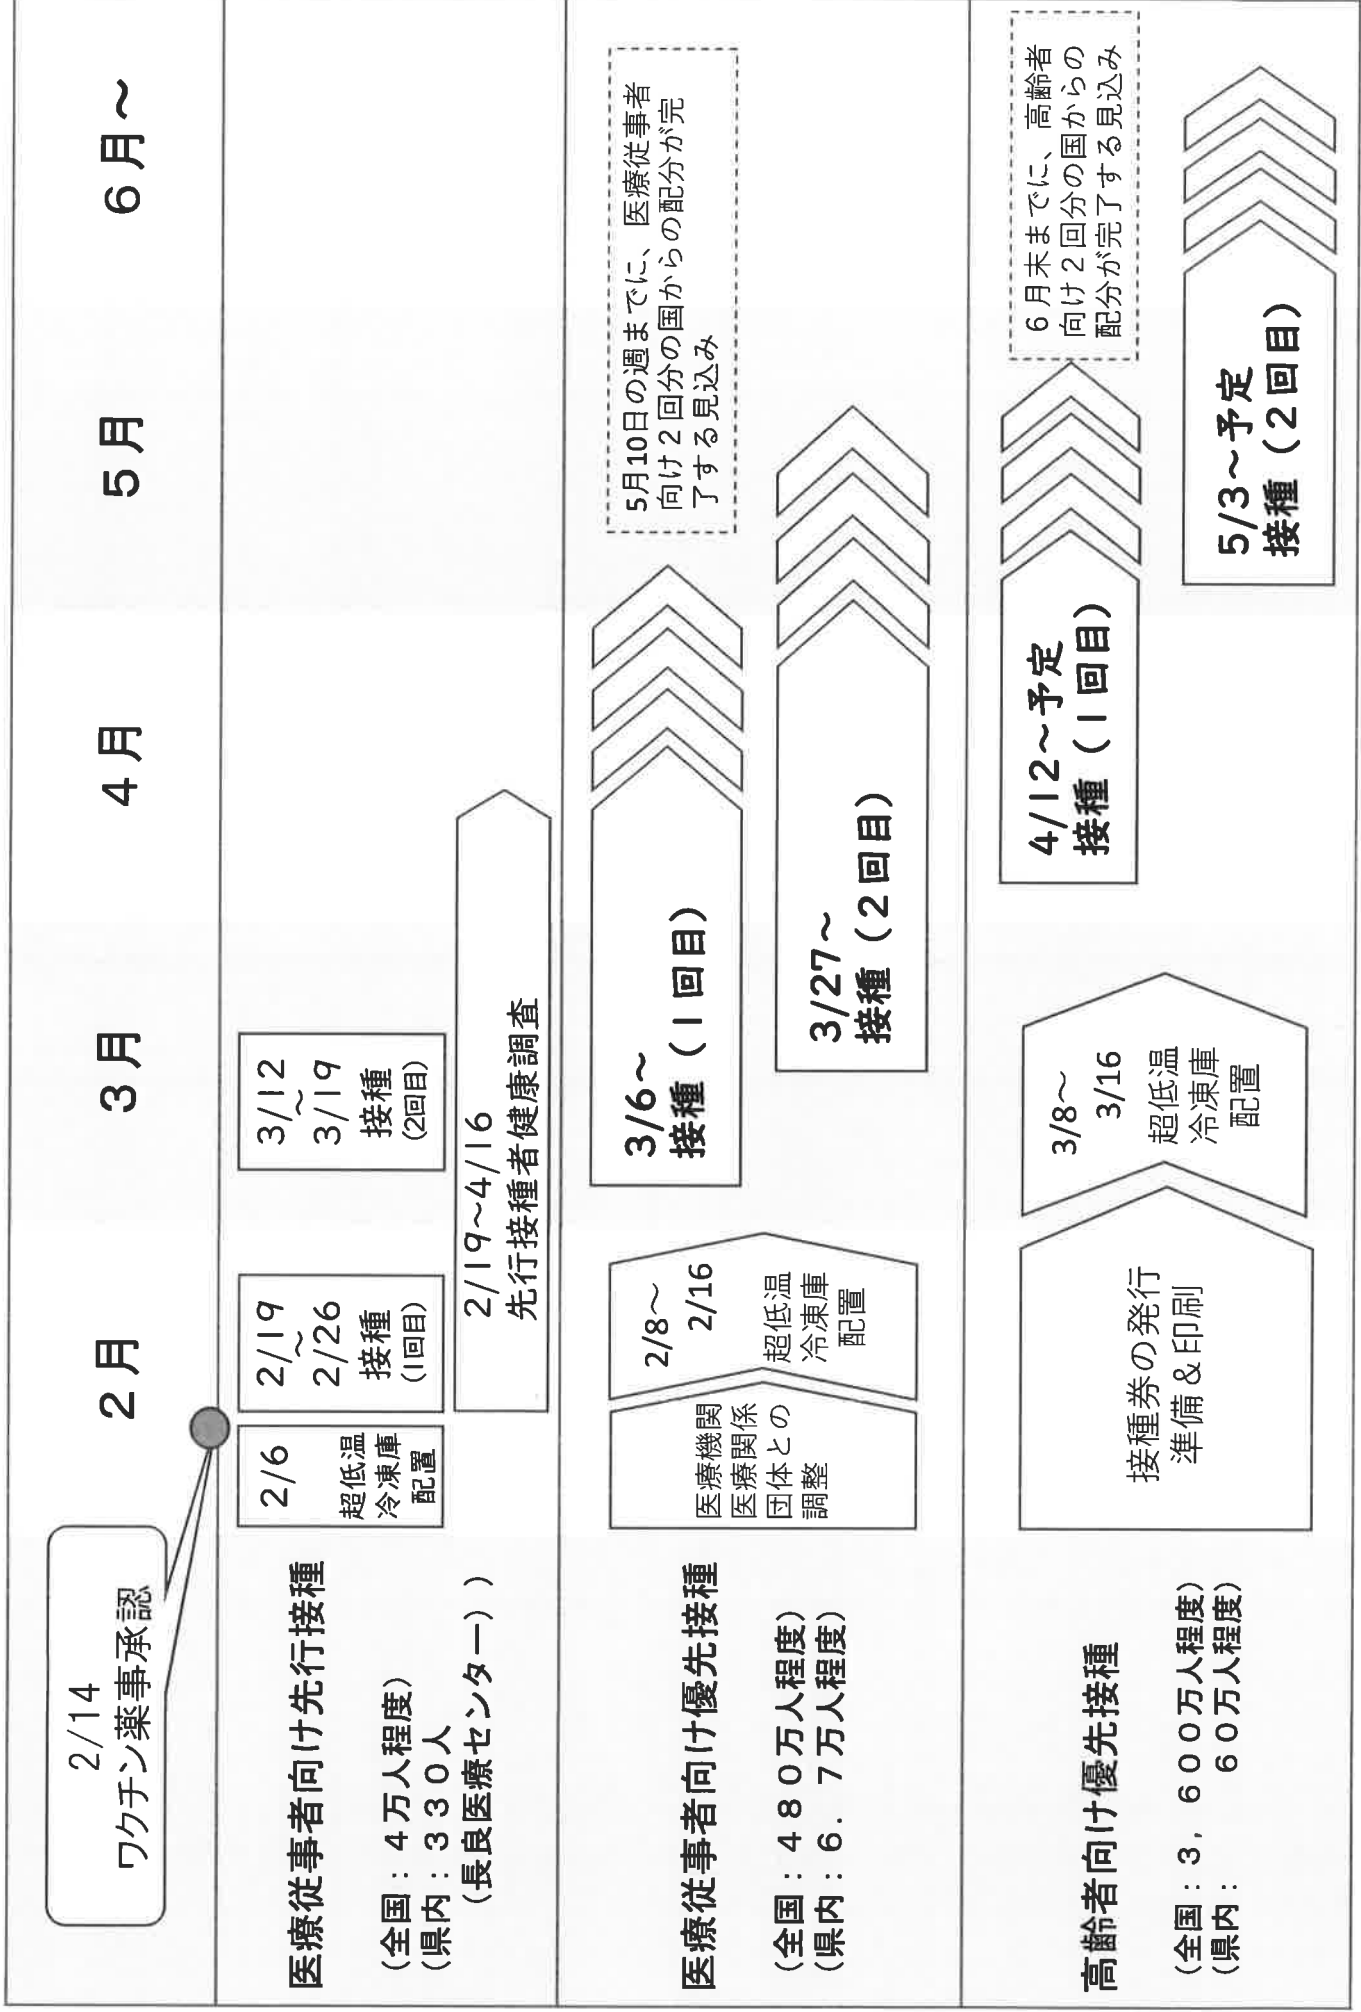 2/14
ワクチン薬事承認
2月
3月
4月
5月
6月～
医療従事者向け先行接種
(全国：4万人程度)
(県内：330人
(長良医療センター))
2/6
超低温
冷凍庫
配置
2/19
～
2/26
接種
(1回目)
3/12
～
3/19
接種
(2回目)
2/19～4/16
先行接種者健康調査
医療従事者向け優先接種
(全国：480万人程度)
(県内：6．7万人程度)
医療機関
医療関係
団体との
調整
2/8～
2/16
超低温
冷凍庫
配置
3/6～
接種（1回目）
3/27～
接種（2回目）
5月10日の週までに、医療従事者
向け2回分の国からの配分が完
了する見込み
高齢者向け優先接種
(全国：3，600万人程度)
(県内：　60万人程度)
接種券の発行
準備＆印刷
3/8～
3/16
超低温
冷凍庫
配置
4/12～予定
接種（1回目）
5/3～予定
接種（2回目）
6月末までに、高齢者
向け2回分の国からの
配分が完了する見込み